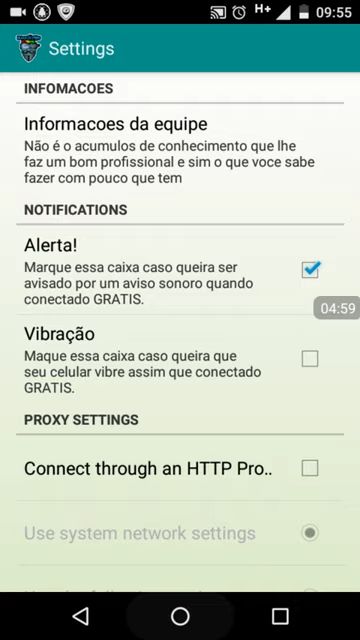 H+ 09:55
Settings
INFOMACOES
Informacoes da equipe
Não é o acumulos de conhecimento que lhe
faz um bom profissional e sim o que voce sabe
fazer com pouco que tem
NOTIFICATIONS
Alerta!
Marque essa caixa caso queira ser
avisado por um aviso sonoro quando
conectado GRATIS.
04:59
Vibração
Maque essa caixa caso queira que
seu celular vibre assim que conectado
GRATIS.
PROXY SETTINGS
Connect through an HTTP Pro..
Use system network settings